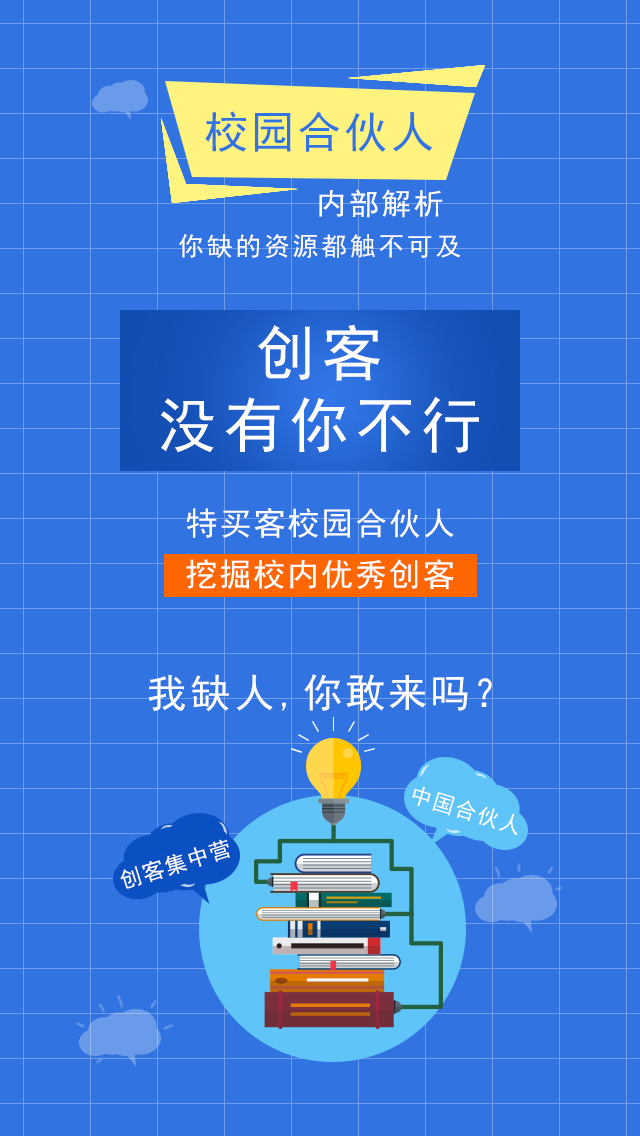 校园合伙人
内部解析
你缺的资源都触不可及
创客
没有你不行
特买客校园合伙人
挖掘校内优秀创客
我缺人,你敢来吗?
中国合伙人
创客集中营